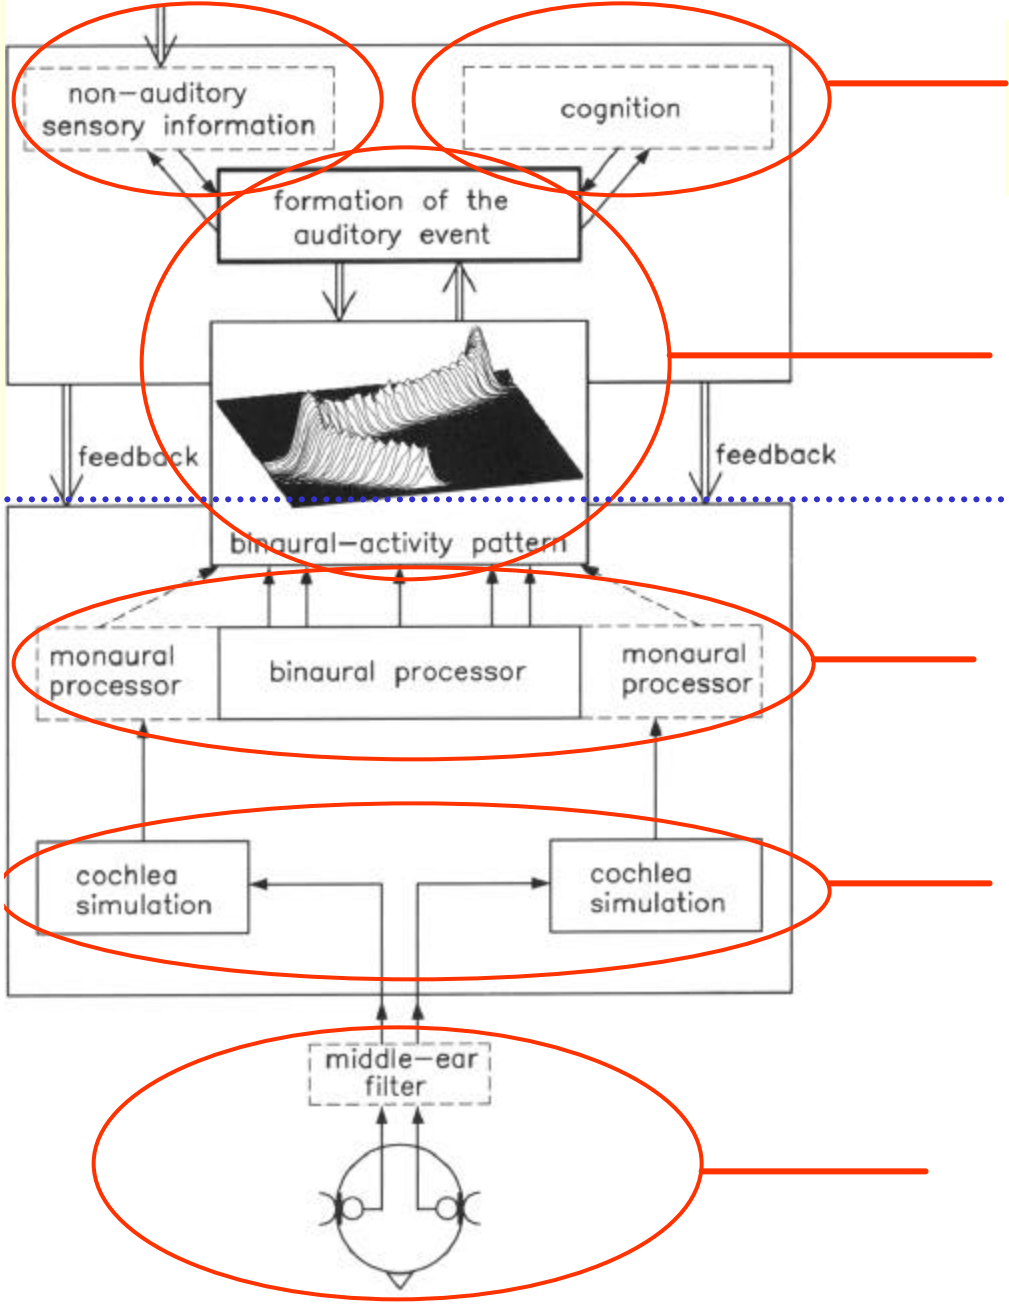 non-auditory
sensory information
cognition
formation of the
auditory event
feedback
feedback
binaural-activity pattern
monaural
processor
binaural processor
monaural
processor
cochlea
simulation
cochlea
simulation
middle-ear
filter